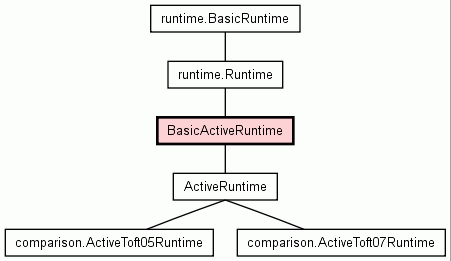 runtime.BasicRuntime
runtime.Runtime
BasicActiveRuntime
ActiveRuntime
comparison.ActiveToft05Runtime
comparison.ActiveToft07Runtime